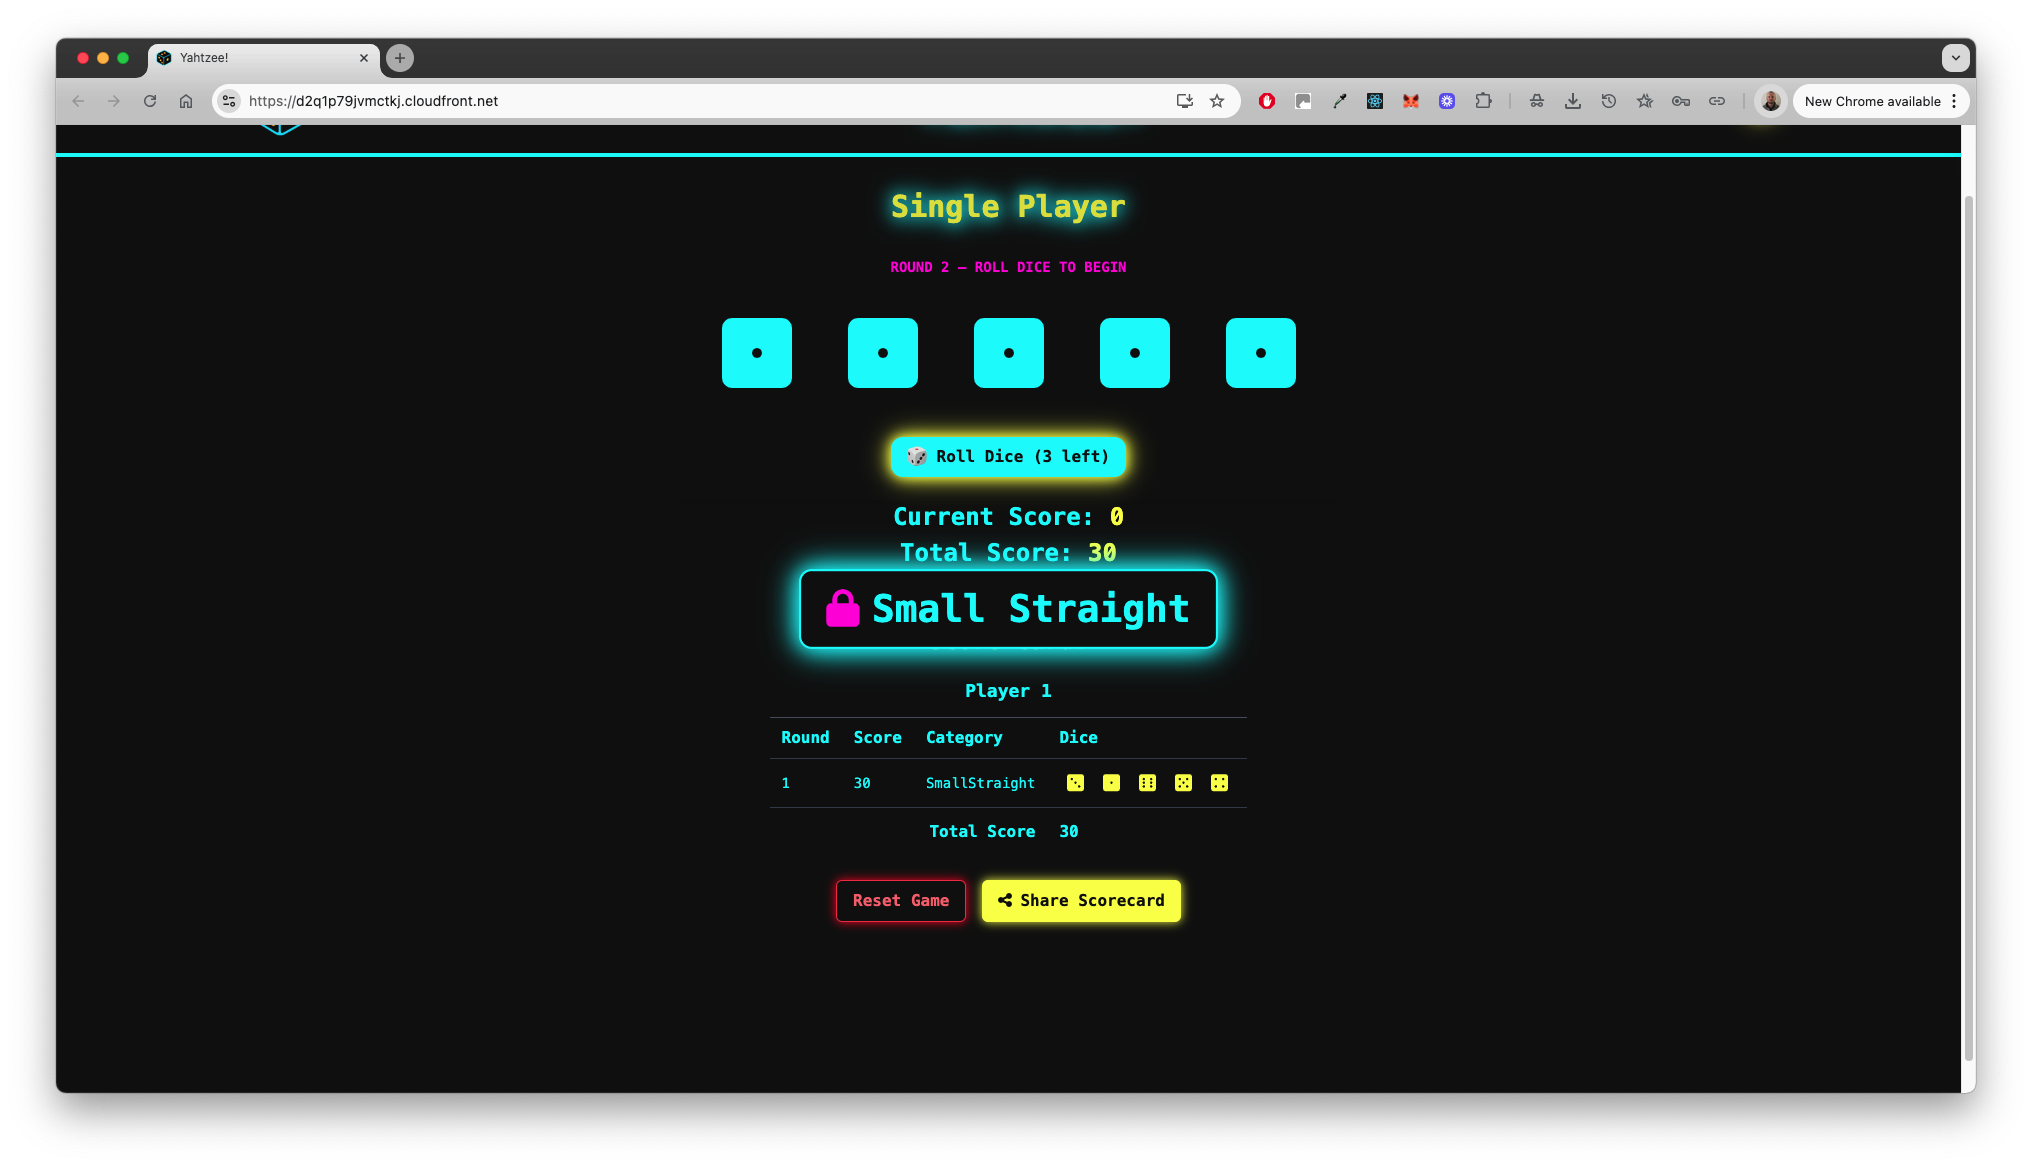 Yahtzee!
https://d2q1p79jvmctkj.cloudfront.net
New Chrome available
Single Player
ROUND 2 – ROLL DICE TO BEGIN
Roll Dice (3 left)
Current Score: 0
Total Score: 30
Small Straight
Player 1
Round Score Category Dice
1 30 SmallStraight
Total Score 30
Reset Game Share Scorecard